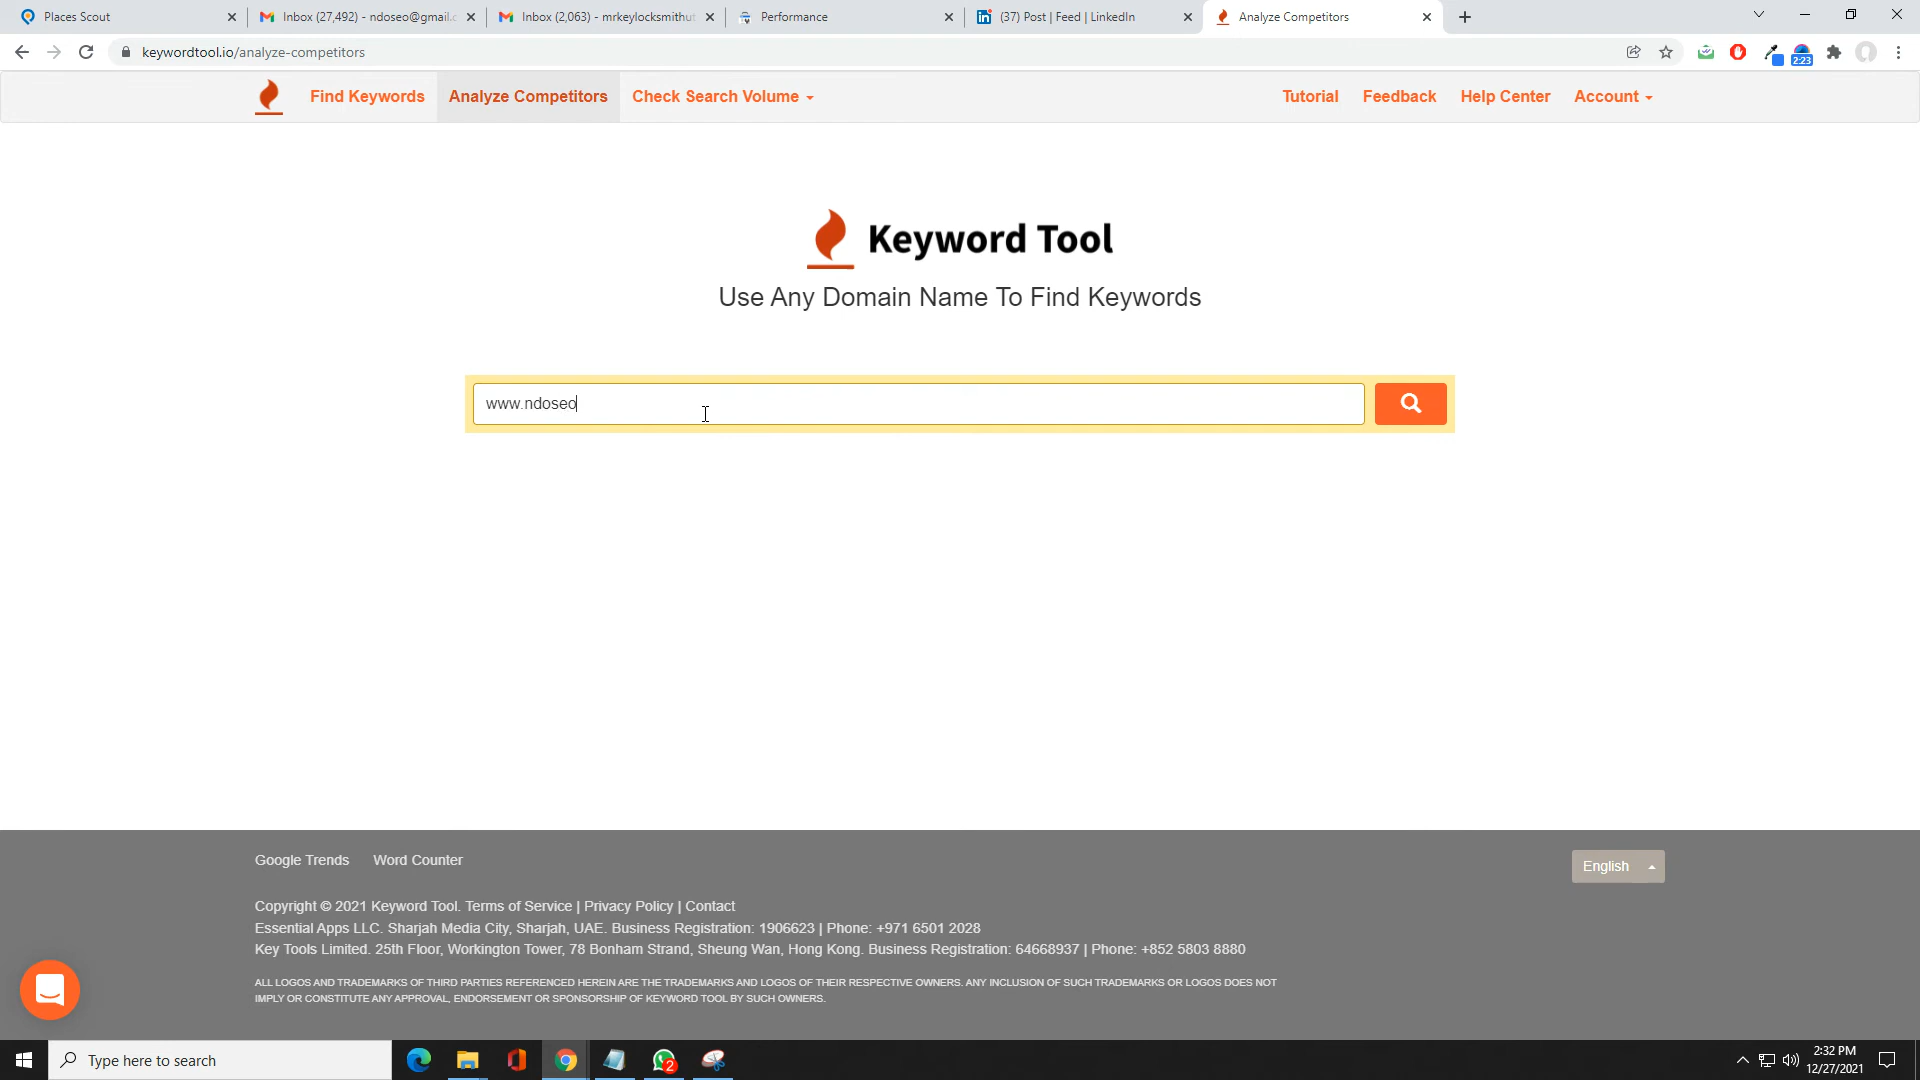 Places Scout
Inbox (27,492) - ndoseo@gmail.c
Inbox (2,063) - mrkeylocksmithut
Performance
(37) Post | Feed | LinkedIn
Analyze Competitors
keywordtool.io/analyze-competitors
2:23
Find Keywords
Analyze Competitors
Check Search Volume
Tutorial
Feedback
Help Center
Account
Keyword Tool
Use Any Domain Name To Find Keywords
www.ndoseo
Google Trends
Word Counter
English
Copyright © 2021 Keyword Tool. Terms of Service | Privacy Policy | Contact
Essential Apps LLC. Sharjah Media City, Sharjah, UAE. Business Registration: 1906623 | Phone: +971 6501 2028
Key Tools Limited. 25th Floor, Workington Tower, 78 Bonham Strand, Sheung Wan, Hong Kong. Business Registration: 64668937 | Phone: +852 5803 8880
ALL LOGOS AND TRADEMARKS OF THIRD PARTIES REFERENCED HEREIN ARE THE TRADEMARKS AND LOGOS OF THEIR RESPECTIVE OWNERS. ANY INCLUSION OF SUCH TRADEMARKS OR LOGOS DOES NOT
IMPLY OR CONSTITUTE ANY APPROVAL, ENDORSEMENT OR SPONSORSHIP OF KEYWORD TOOL BY SUCH OWNERS.
Type here to search
2
2:32 PM
12/27/2021